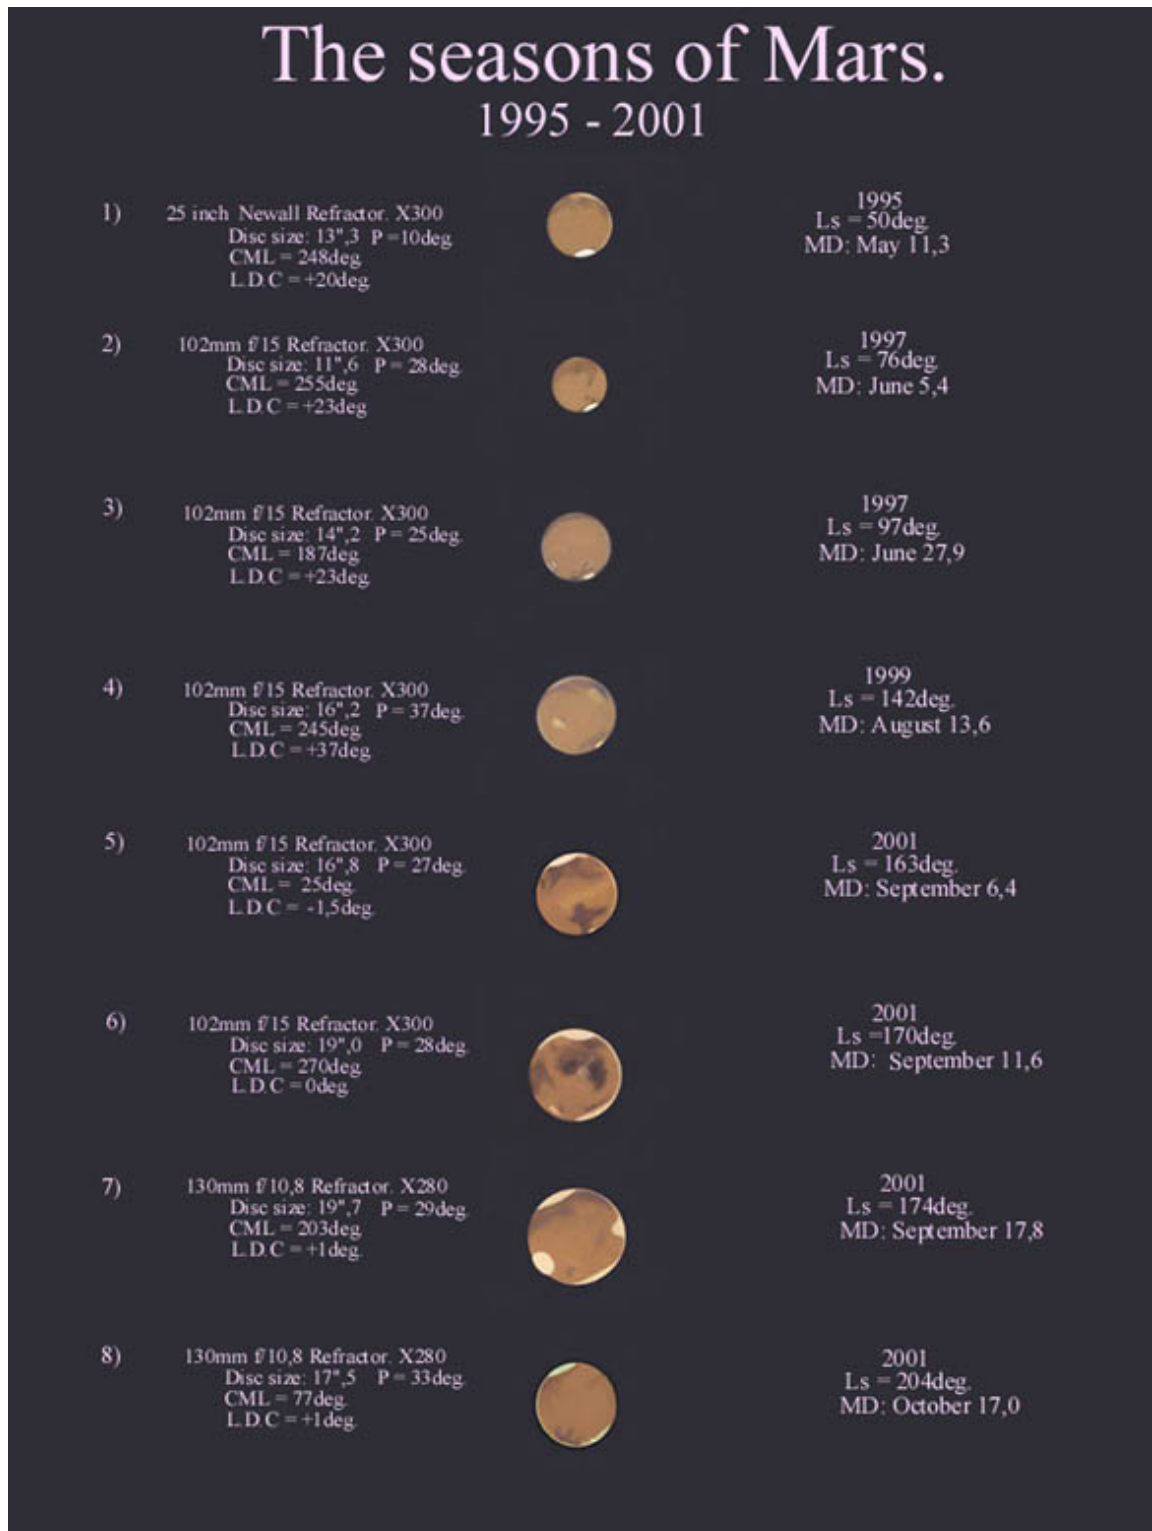 The seasons of Mars.
1995 - 2001
1)
25 inch Newall Refractor. X300
Disc size: 13",3 P =10deg.
CML = 248deg.
L.D.C = +20deg.
1995
Ls = 50deg.
MD: May 11,3
2)
102mm f/15 Refractor. X300
Disc size: 11",6 P = 28deg.
CML = 255deg.
L.D.C = +23deg
1997
Ls = 76deg.
MD: June 5,4
3)
102mm f/15 Refractor. X300
Disc size: 14",2 P = 25deg.
CML = 187deg.
L.D.C = +23deg.
1997
Ls = 97deg.
MD: June 27,9
4)
102mm f/15 Refractor. X300
Disc size: 16",2 P = 37deg.
CML = 245deg.
L.D.C = +37deg.
1999
Ls = 142deg.
MD: August 13,6
5)
102mm f/15 Refractor. X300
Disc size: 16",8 P = 27deg.
CML = 25deg.
L.D.C = -1,5deg.
2001
Ls = 163deg.
MD: September 6,4
6)
102mm f/15 Refractor. X300
Disc size: 19",0 P = 28deg.
CML = 270deg.
L.D.C = 0deg.
2001
Ls =170deg.
MD: September 11,6
7)
130mm f/10,8 Refractor. X280
Disc size: 19",7 P = 29deg.
CML = 203deg.
L.D.C = +1deg.
2001
Ls = 174deg.
MD: September 17,8
8)
130mm f/10,8 Refractor. X280
Disc size: 17",5 P = 33deg.
CML = 77deg.
L.D.C = +1deg.
2001
Ls = 204deg.
MD: October 17,0